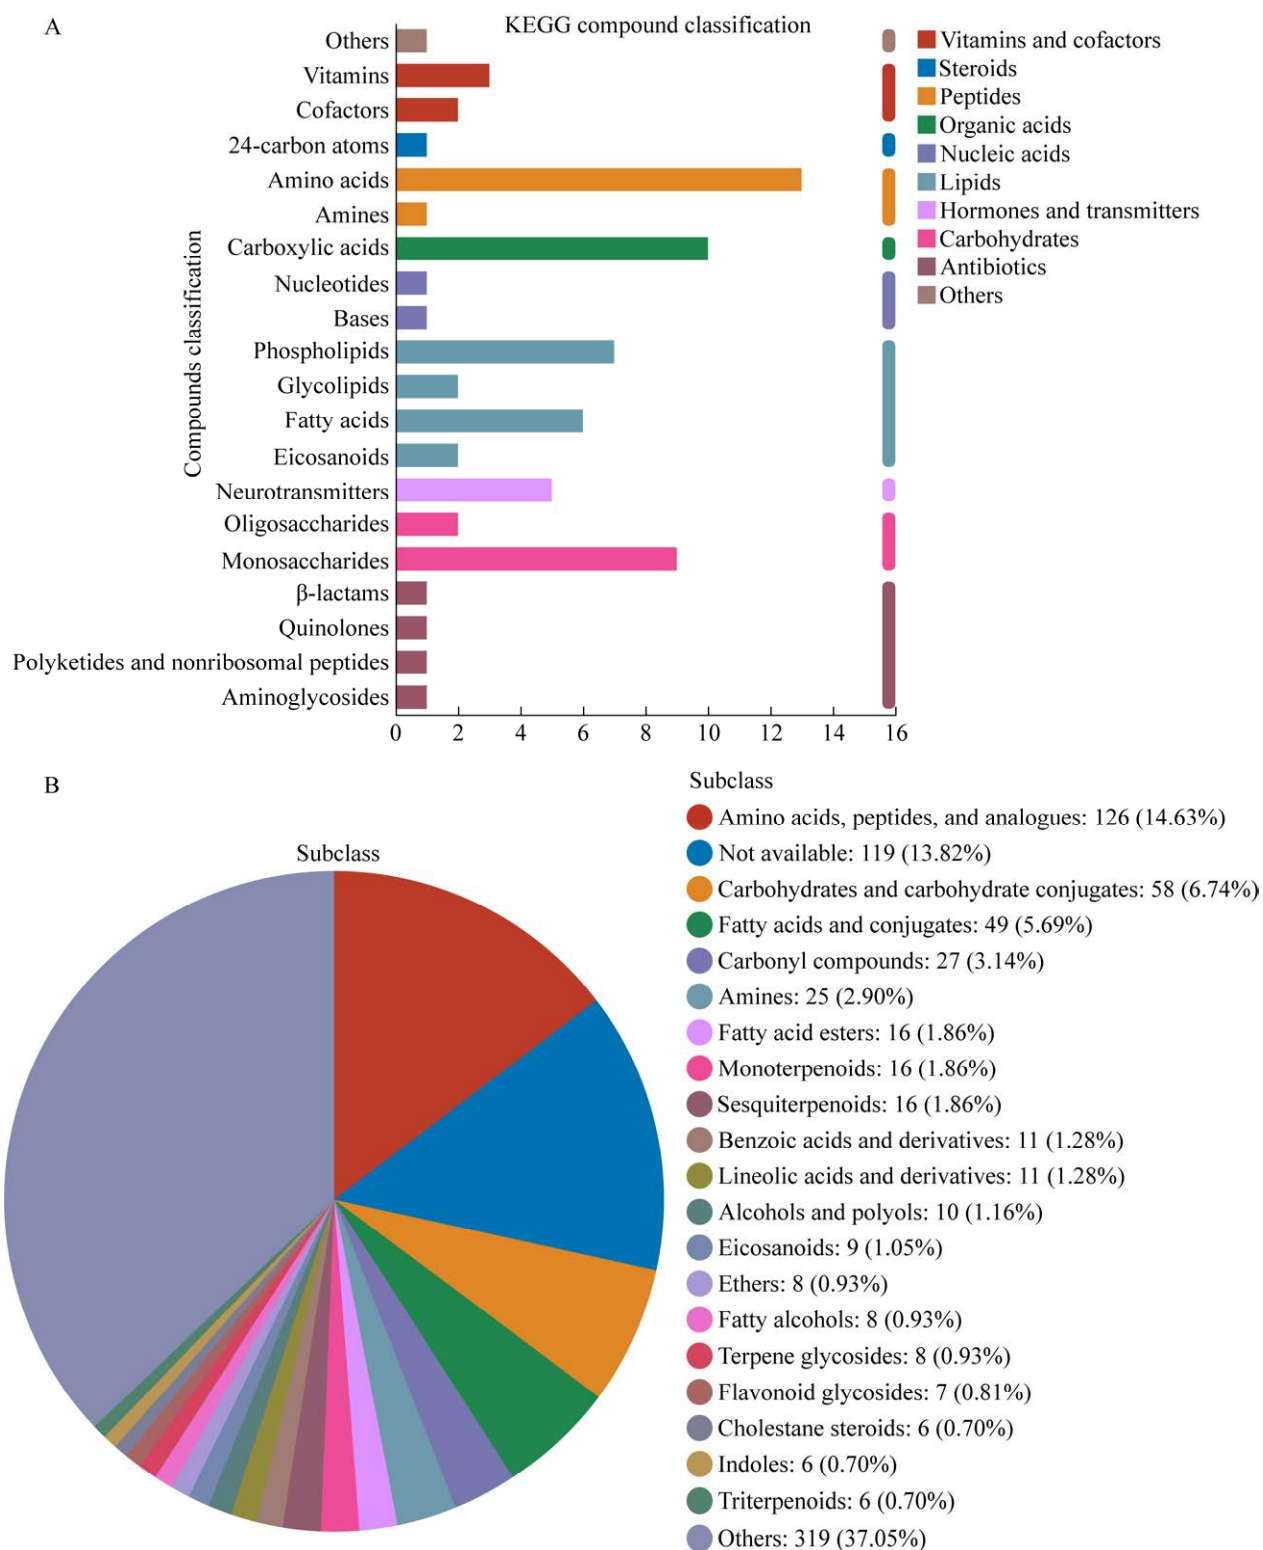 A
KEGG compound classification
Others
Vitamins
Cofactors
24-carbon atoms
Amino acids
Amines
Carboxylic acids
Nucleotides
Bases
Phospholipids
Glycolipids
Fatty acids
Eicosanoids
Neurotransmitters
Oligosaccharides
Monosaccharides
β-lactams
Quinolones
Polyketides and nonribosomal peptides
Aminoglycosides
Compounds classification
0 2 4 6 8 10 12 14 16
Vitamins and cofactors
Steroids
Peptides
Organic acids
Nucleic acids
Lipids
Hormones and transmitters
Carbohydrates
Antibiotics
Others
B
Subclass
Subclass
Amino acids, peptides, and analogues: 126 (14.63%)
Not available: 119 (13.82%)
Carbohydrates and carbohydrate conjugates: 58 (6.74%)
Fatty acids and conjugates: 49 (5.69%)
Carbonyl compounds: 27 (3.14%)
Amines: 25 (2.90%)
Fatty acid esters: 16 (1.86%)
Monoterpenoids: 16 (1.86%)
Sesquiterpenoids: 16 (1.86%)
Benzoic acids and derivatives: 11 (1.28%)
Lineolic acids and derivatives: 11 (1.28%)
Alcohols and polyols: 10 (1.16%)
Eicosanoids: 9 (1.05%)
Ethers: 8 (0.93%)
Fatty alcohols: 8 (0.93%)
Terpene glycosides: 8 (0.93%)
Flavonoid glycosides: 7 (0.81%)
Cholestane steroids: 6 (0.70%)
Indoles: 6 (0.70%)
Triterpenoids: 6 (0.70%)
Others: 319 (37.05%)